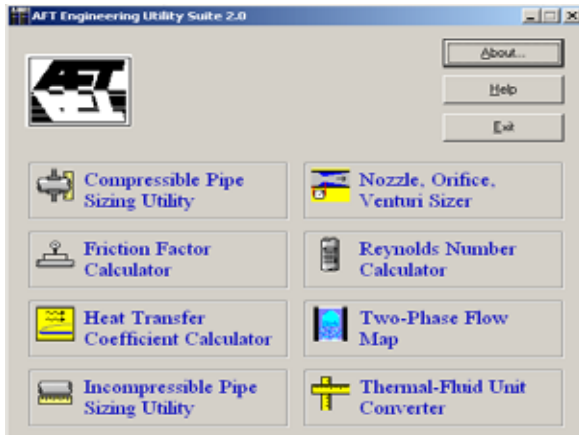 AFT Engineering Utility Suite 2.0
About...
AFT
Help
Exit
Compressible Pipe
Sizing Utility
Nozzle, Orifice,
Venturi Sizer
Friction Factor
Calculator
Reynolds Number
Calculator
Heat Transfer
Coefficient Calculator
Two-Phase Flow
Map
Incompressible Pipe
Sizing Utility
Thermal-Fluid Unit
Converter